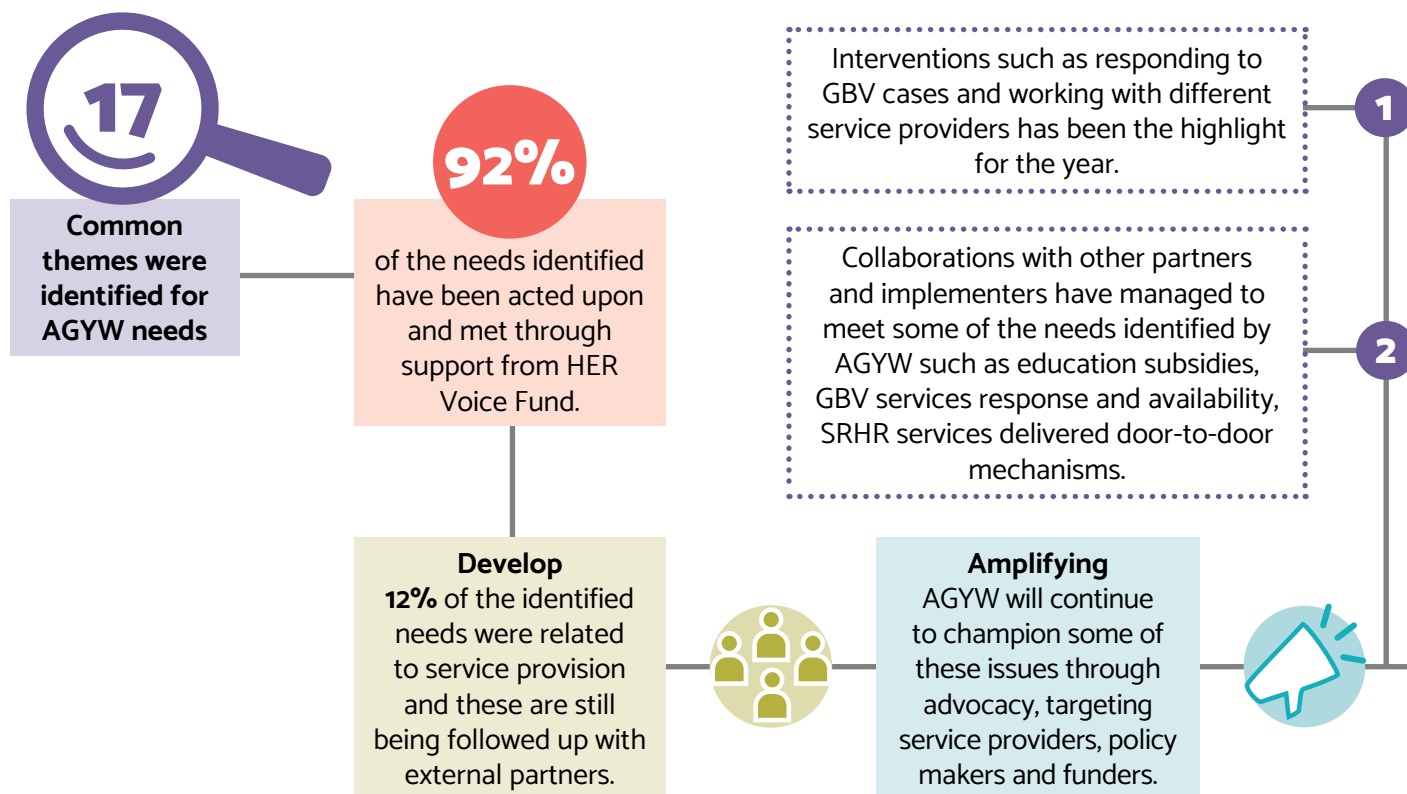 17
Common
themes were
identified for
AGYW needs
92%
of the needs identified
have been acted upon
and met through
support from HER
Voice Fund.
Develop
12% of the identified
needs were related
to service provision
and these are still
being followed up with
external partners.
Amplifying
AGYW will continue
to champion some of
these issues through
advocacy, targeting
service providers, policy
makers and funders.
Interventions such as responding to
GBV cases and working with different
service providers has been the highlight
for the year.
1
Collaborations with other partners
and implementers have managed to
meet some of the needs identified by
AGYW such as education subsidies,
GBV services response and availability,
SRHR services delivered door-to-door
mechanisms.
2